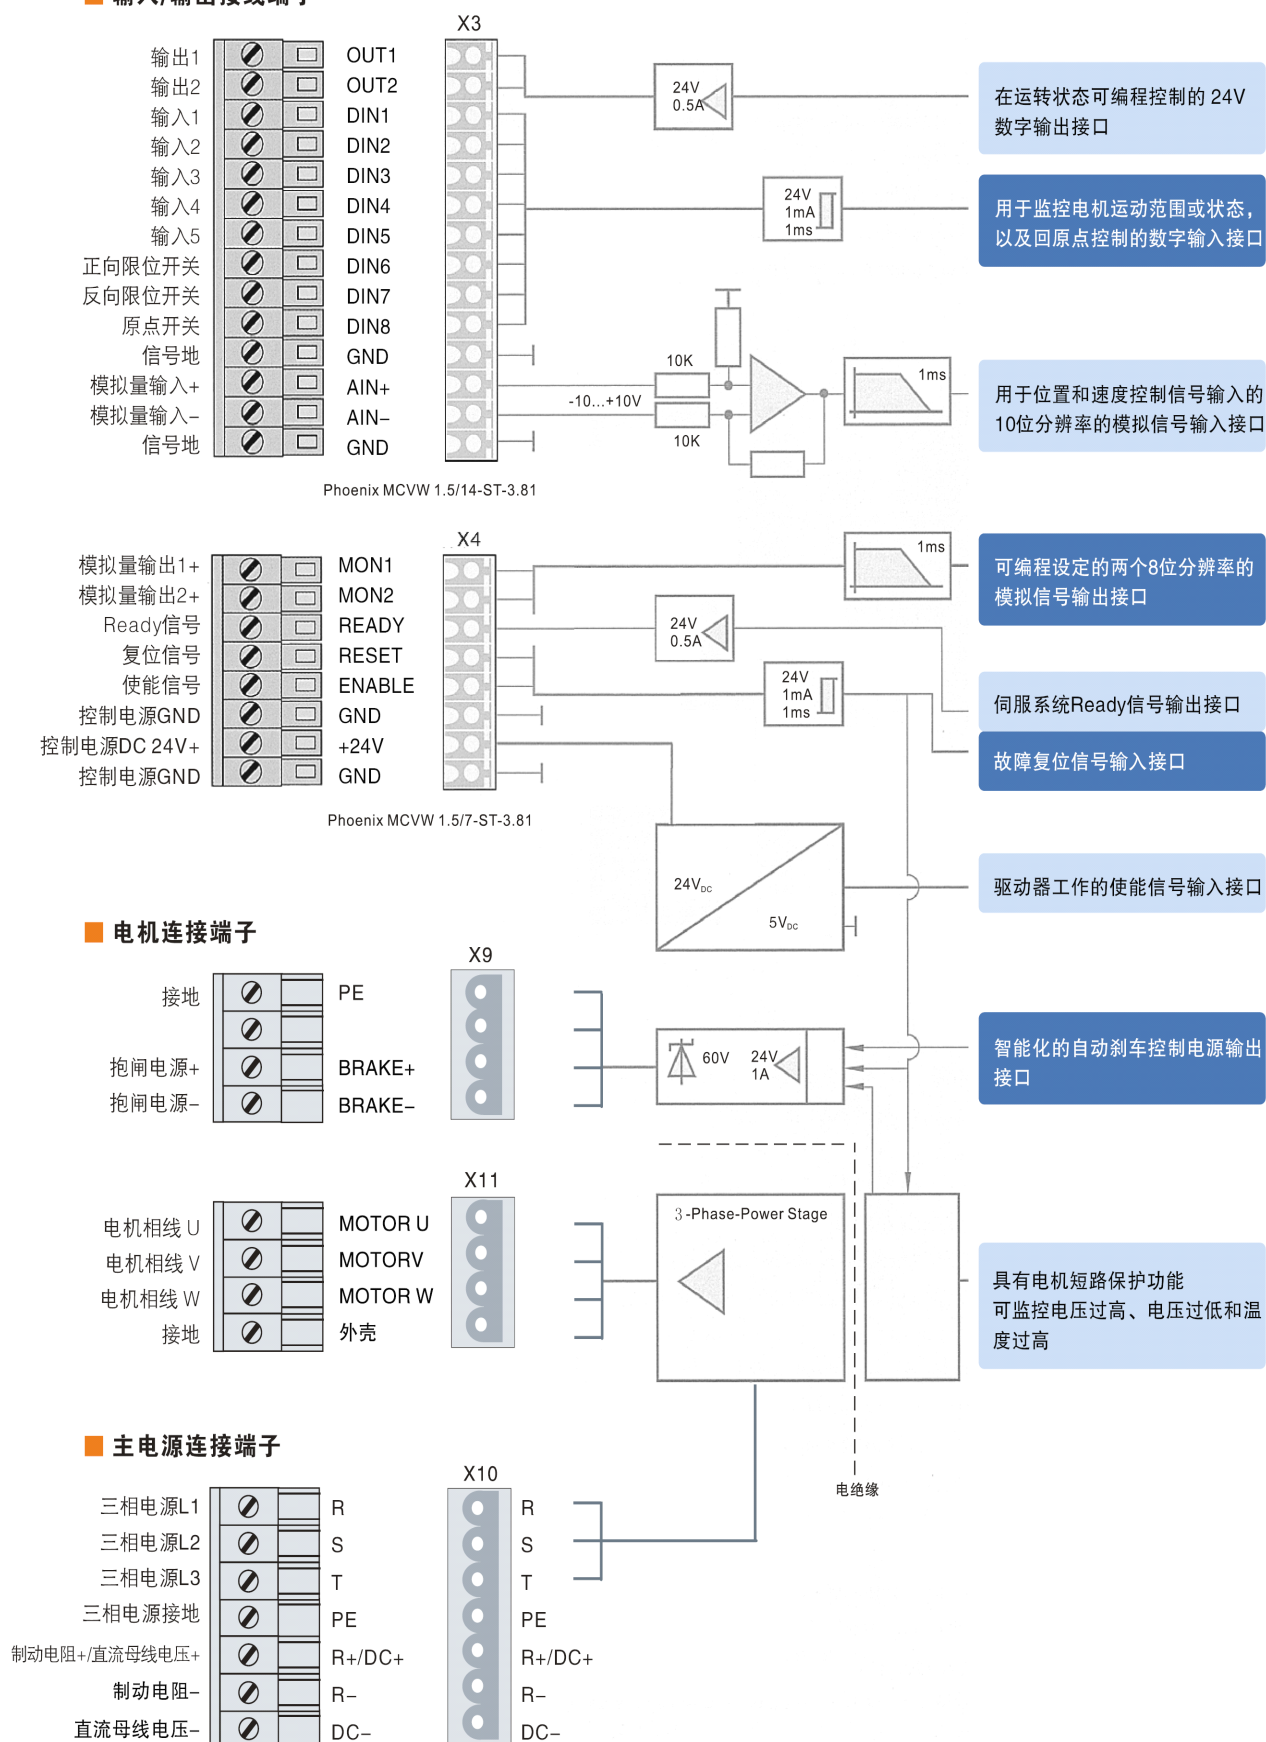 输入/输出接线端子
X3
输出1 OUT1
输出2 OUT2
输入1 DIN1
输入2 DIN2
输入3 DIN3
输入4 DIN4
输入5 DIN5
正向限位开关 DIN6
反向限位开关 DIN7
原点开关 DIN8
信号地 GND
模拟量输入+ AIN+
模拟量输入− AIN−
信号地 GND
24V
0.5A
在运转状态可编程控制的 24V
数字输出接口
24V
1mA
1ms
用于监控电机运动范围或状态，
以及回原点控制的数字输入接口
10K
-10...+10V
10K
1ms
用于位置和速度控制信号输入的
10位分辨率的模拟信号输入接口
Phoenix MCVW 1.5/14-ST-3.81
X4
模拟量输出1+ MON1
模拟量输出2+ MON2
Ready信号 READY
复位信号 RESET
使能信号 ENABLE
控制电源GND GND
控制电源DC 24V+ +24V
控制电源GND GND
1ms
可编程设定的两个8位分辨率的
模拟信号输出接口
24V
0.5A
24V
1mA
1ms
伺服系统Ready信号输出接口
故障复位信号输入接口
Phoenix MCVW 1.5/7-ST-3.81
24VDC
5VDC
驱动器工作的使能信号输入接口
电机连接端子
X9
接地 PE
抱闸电源+ BRAKE+
抱闸电源− BRAKE−
60V
24V
1A
智能化的自动刹车控制电源输出
接口
X11
电机相线 U MOTOR U
电机相线 V MOTORV
电机相线 W MOTOR W
接地 外壳
3-Phase-Power Stage
具有电机短路保护功能
可监控电压过高、电压过低和温
度过高
电绝缘
主电源连接端子
X10
三相电源L1 R R
三相电源L2 S S
三相电源L3 T T
三相电源接地 PE PE
制动电阻+/直流母线电压+ R+/DC+ R+/DC+
制动电阻− R− R−
直流母线电压− DC− DC−